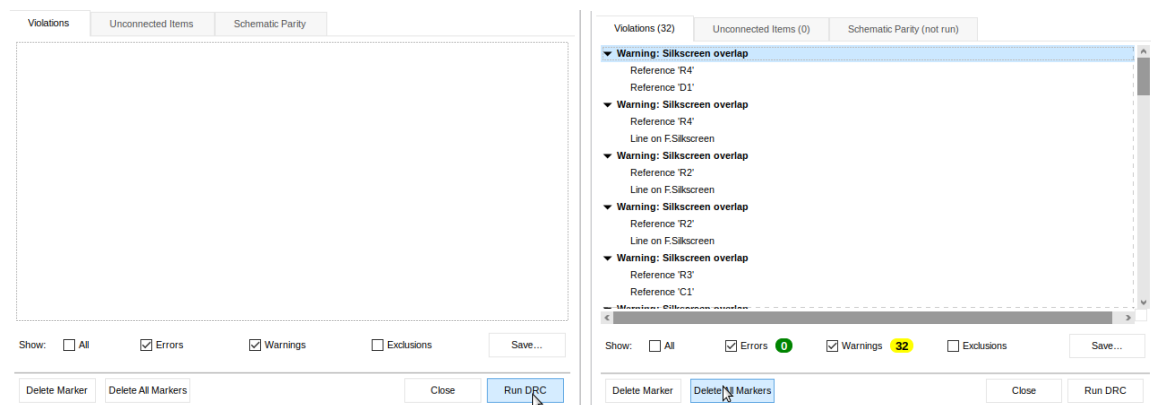 Violations Unconnected Items Schematic Parity
Show: All Errors Warnings Exclusions Save...
Delete Marker Delete All Markers Close Run DRC
Violations (32) Unconnected Items (0) Schematic Parity (not run)
Warning: Silkscreen overlap
Reference 'R4'
Reference 'D1'
Warning: Silkscreen overlap
Reference 'R4'
Line on F.Silkscreen
Warning: Silkscreen overlap
Reference 'R2'
Line on F.Silkscreen
Warning: Silkscreen overlap
Reference 'R2'
Line on F.Silkscreen
Warning: Silkscreen overlap
Reference 'R3'
Reference 'C1'
Warning: Silkscreen overlap
Show: All Errors 0 Warnings 32 Exclusions Save...
Delete Marker Delete All Markers Close Run DRC